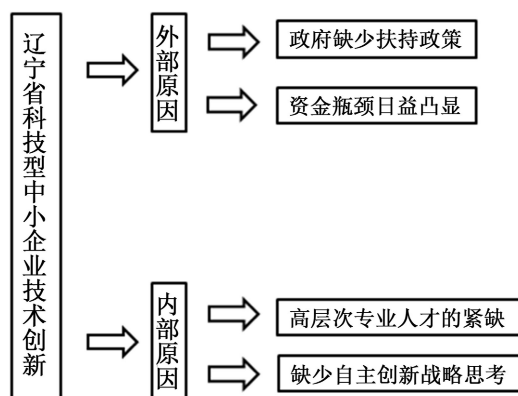 辽宁省科技型中小企业技术创新
外部原因
政府缺少扶持政策
资金瓶颈日益凸显
内部原因
高层次专业人才的紧缺
缺少自主创新战略思考